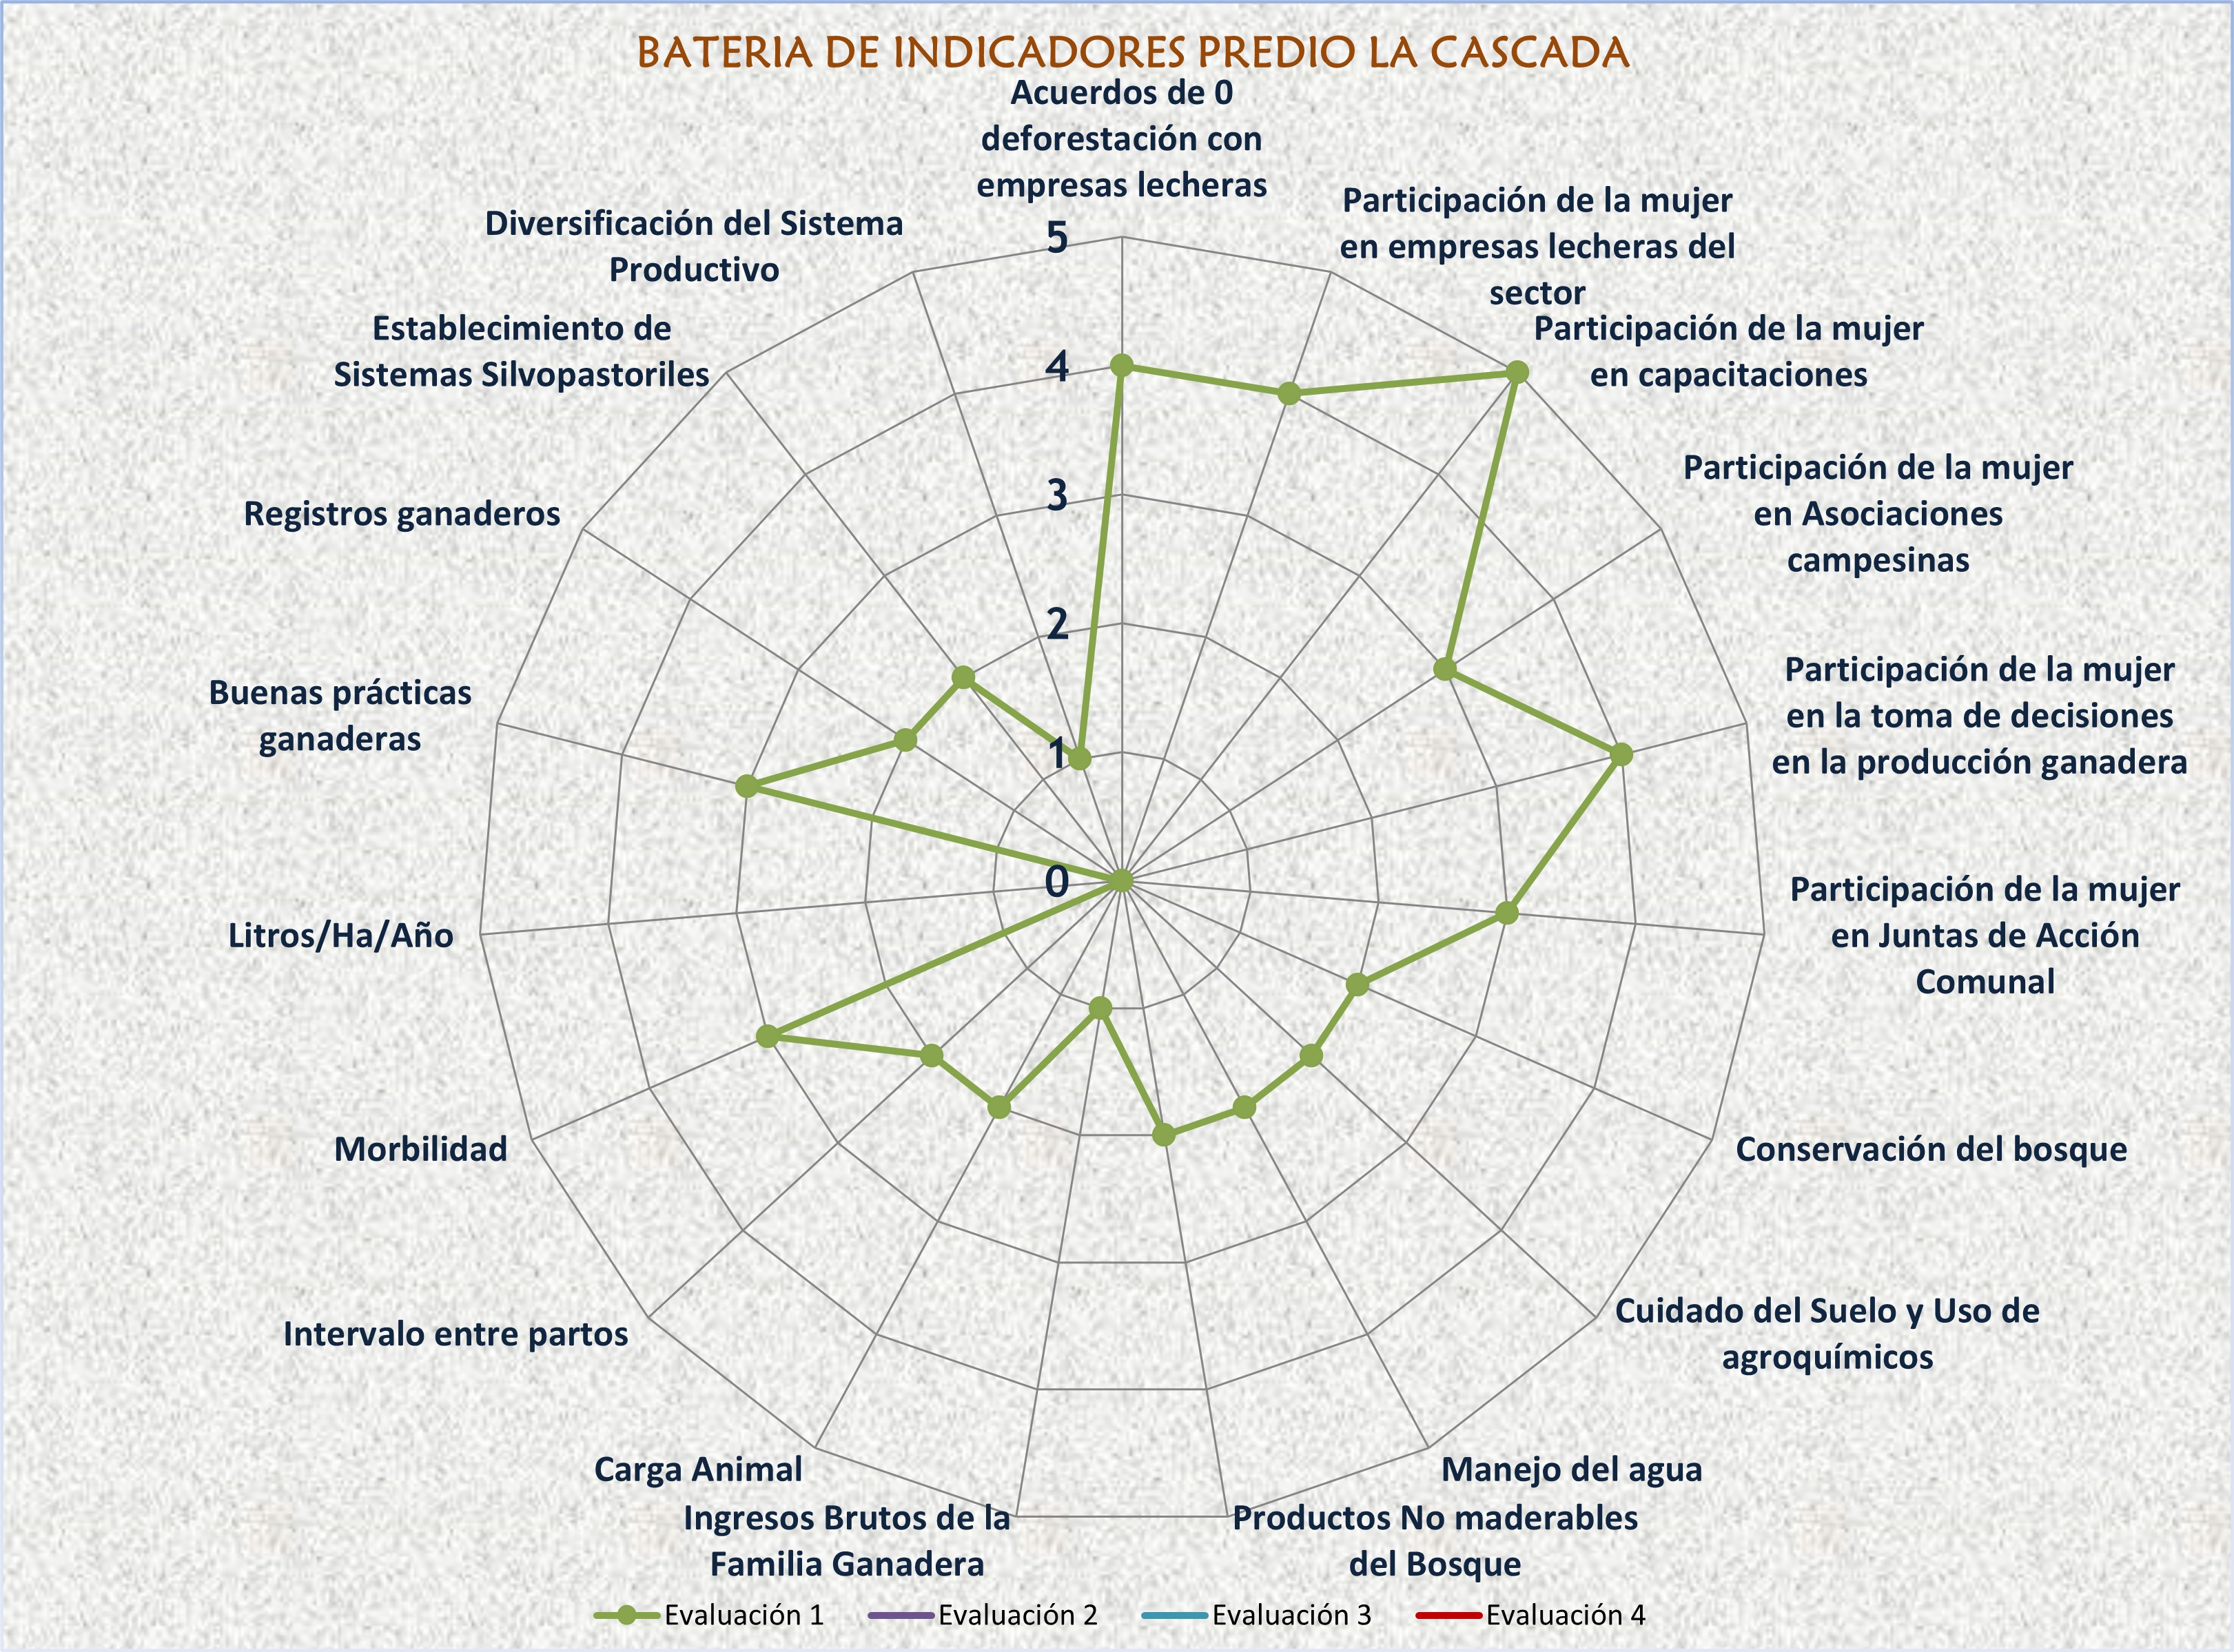 BATERIA DE INDICADORES PREDIO LA CASCADA
Acuerdos de 0
deforestación con
empresas lecheras
Participación de la mujer
en empresas lecheras del
sector
Participación de la mujer
en capacitaciones
Participación de la mujer
en Asociaciones
campesinas
Participación de la mujer
en la toma de decisiones
en la producción ganadera
Participación de la mujer
en Juntas de Acción
Comunal
Conservación del bosque
Cuidado del Suelo y Uso de
agroquímicos
Manejo del agua
Productos No maderables
del Bosque
Ingresos Brutos de la
Familia Ganadera
Carga Animal
Intervalo entre partos
Morbilidad
Litros/Ha/Año
Buenas prácticas
ganaderas
Registros ganaderos
Establecimiento de
Sistemas Silvopastoriles
Diversificación del Sistema
Productivo
5
4
3
2
1
0
Evaluación 1 Evaluación 2 Evaluación 3 Evaluación 4